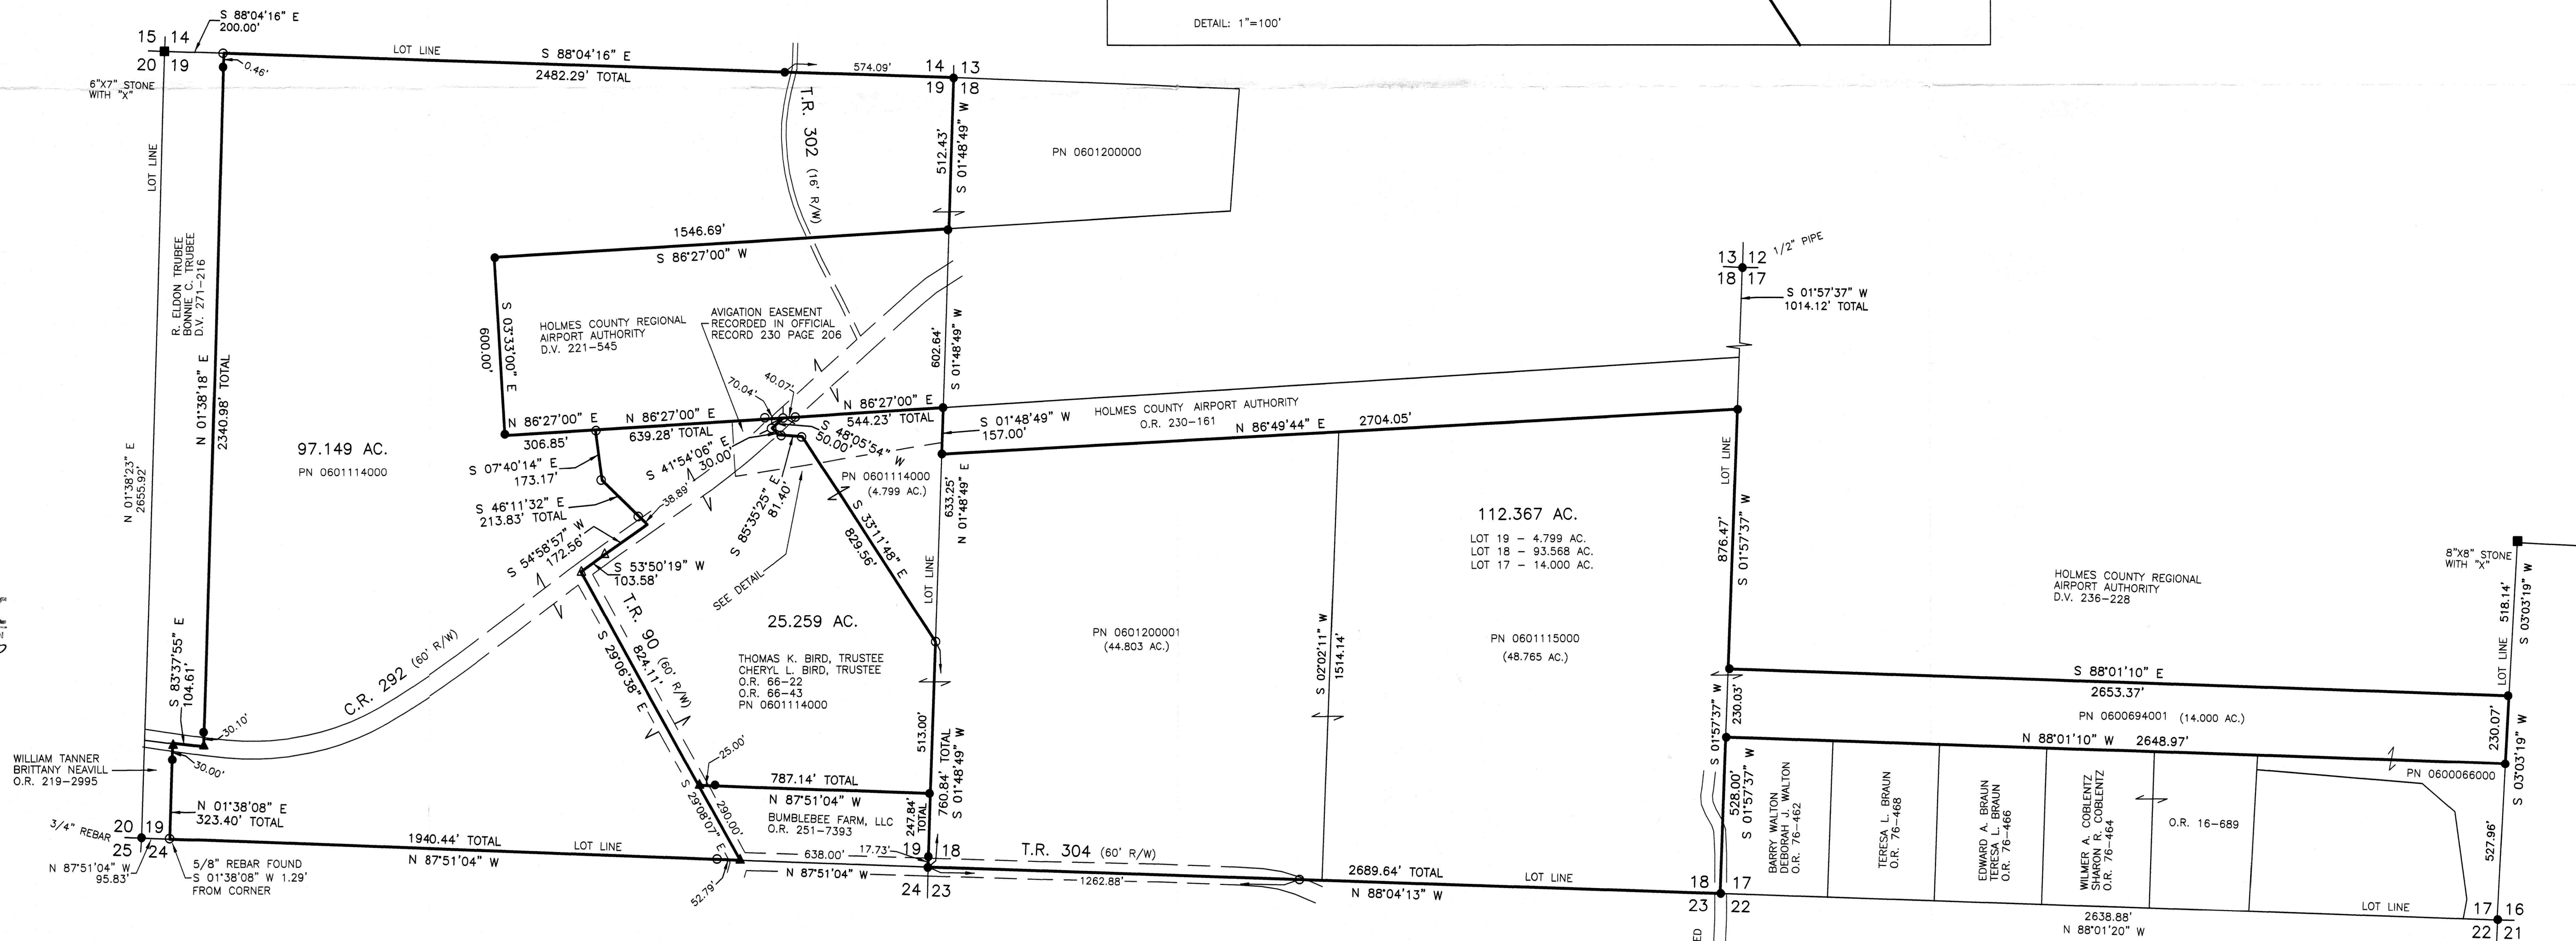 DETAIL: 1"=100'
S 88°04'16" E
200.00'
15 14
20 19
6"X7" STONE
WITH "X"
0.46'
LOT LINE
S 88°04'16" E
2482.29' TOTAL
574.09'
14 13
19 18
T.R. 302 (16' R/W)
512.43'
S 01°48'49" W
PN 0601200000
LOT LINE
R. ELDON TRUBEE
BONNIE C. TRUBEE
D.V. 271-216
N 01°38'18" E
2340.98' TOTAL
N 01°38'23" E
2655.92'
1546.69'
S 86°27'00" W
S 03°33'00" E
600.00'
HOLMES COUNTY REGIONAL
AIRPORT AUTHORITY
D.V. 221-545
AVIGATION EASEMENT
RECORDED IN OFFICIAL
RECORD 230 PAGE 206
602.64'
S 01°48'49" W
13 12
18 17
1/2" PIPE
S 01°57'37" W
1014.12' TOTAL
70.04'
40.07'
N 86°27'00" E
306.85'
N 86°27'00" E
639.28' TOTAL
N 86°27'00" E
544.23' TOTAL
S 48°05'54" W
50.00'
S 41°54'06" E
30.00'
S 01°48'49" W
157.00'
HOLMES COUNTY AIRPORT AUTHORITY
O.R. 230-161
N 86°49'44" E
2704.05'
97.149 AC.
PN 0601114000
S 07°40'14" E
173.17'
S 46°11'32" E
213.83' TOTAL
38.89'
S 54°58'57" W
172.56'
S 53°50'19" W
103.58'
S 85°35'25" E
81.40'
SEE DETAIL
PN 0601114000
(4.799 AC.)
S 33°11'48" E
829.56'
633.25'
N 01°48'49" E
LOT LINE
112.367 AC.
LOT 19 - 4.799 AC.
LOT 18 - 93.568 AC.
LOT 17 - 14.000 AC.
LOT LINE
876.47'
S 01°57'37" W
8"X8" STONE
WITH "X"
HOLMES COUNTY REGIONAL
AIRPORT AUTHORITY
D.V. 236-228
518.14'
S 03°03'19" W
LOT LINE
C.R. 292 (60' R/W)
T.R. 90 (60' R/W)
824.11'
S 29°06'38" E
25.259 AC.
THOMAS K. BIRD, TRUSTEE
CHERYL L. BIRD, TRUSTEE
O.R. 66-22
O.R. 66-43
PN 0601114000
PN 0601200001
(44.803 AC.)
S 02°02'11" W
1514.14'
PN 0601115000
(48.765 AC.)
S 88°01'10" E
2653.37'
PN 0600694001 (14.000 AC.)
S 01°57'37" W
230.03'
230.07'
S 03°03'19" W
N 88°01'10" W 2648.97'
PN 0600066000
S 83°37'55" E
104.61'
30.10'
30.00'
WILLIAM TANNER
BRITTANY NEAVILL
O.R. 219-2995
N 01°38'08" E
323.40' TOTAL
3/4" REBAR
20 19
25 24
N 87°51'04" W
95.83'
5/8" REBAR FOUND
S 01°38'08" W 1.29'
FROM CORNER
1940.44' TOTAL
N 87°51'04" W
LOT LINE
25.00'
787.14' TOTAL
N 87°51'04" W
BUMBLEBEE FARM, LLC
O.R. 251-7393
290.00'
S 29°08'07" E
52.79'
513.00'
247.84'
TOTAL
760.84' TOTAL
S 01°48'49" W
638.00'
17.73'
N 87°51'04" W
19 18
24 23
T.R. 304 (60' R/W)
1262.88'
2689.64' TOTAL
N 88°04'13" W
LOT LINE
528.00'
S 01°57'37" W
18 17
23 22
BARRY WALTON
DEBORAH J. WALTON
O.R. 76-462
TERESA L. BRAUN
O.R. 76-468
EDWARD A. BRAUN
TERESA L. BRAUN
O.R. 76-466
WILMER A. COBLENTZ
SHARON R. COBLENTZ
O.R. 76-464
O.R. 16-689
527.96'
LOT LINE
2638.88'
N 88°01'20" W
17 16
22 21